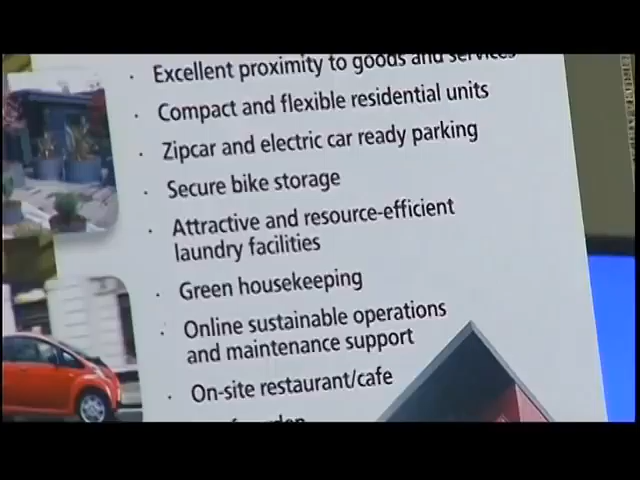 · Excellent proximity to goods and services
· Compact and flexible residential units
· Zipcar and electric car ready parking
· Secure bike storage
· Attractive and resource-efficient
laundry facilities
· Green housekeeping
· Online sustainable operations
and maintenance support
· On-site restaurant/cafe